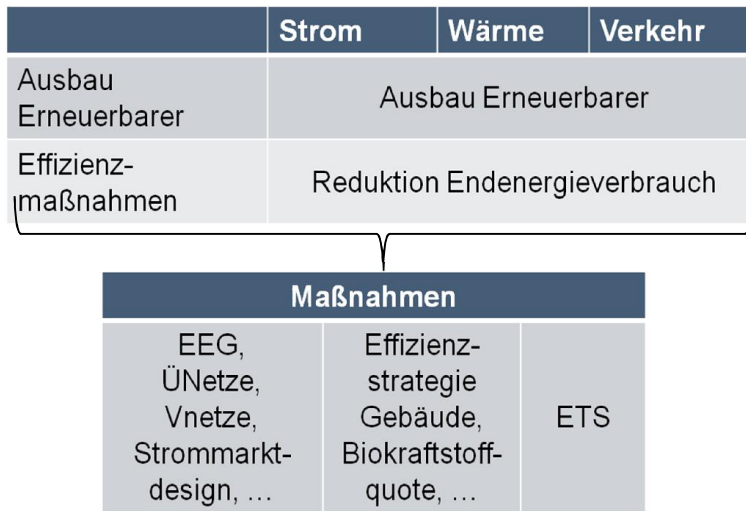 Strom Wärme Verkehr
Ausbau
Erneuerbarer
Ausbau Erneuerbarer
Effizienz-
maßnahmen
Reduktion Endenergieverbrauch
Maßnahmen
EEG,
ÜNetze,
Vnetze,
Strommarkt-
design, ...
Effizienz-
strategie
Gebäude,
Biokraftstoff-
quote, ...
ETS